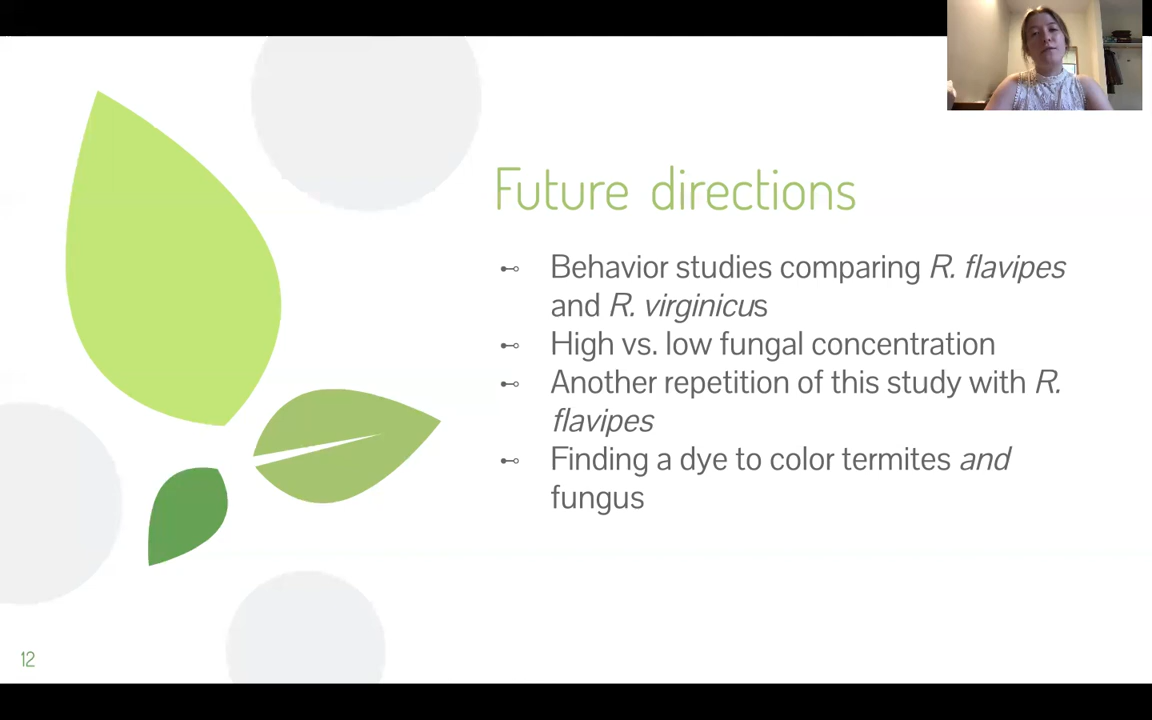 Future directions
Behavior studies comparing R. flavipes
and R. virginicus
High vs. low fungal concentration
Another repetition of this study with R.
flavipes
Finding a dye to color termites and
fungus
12